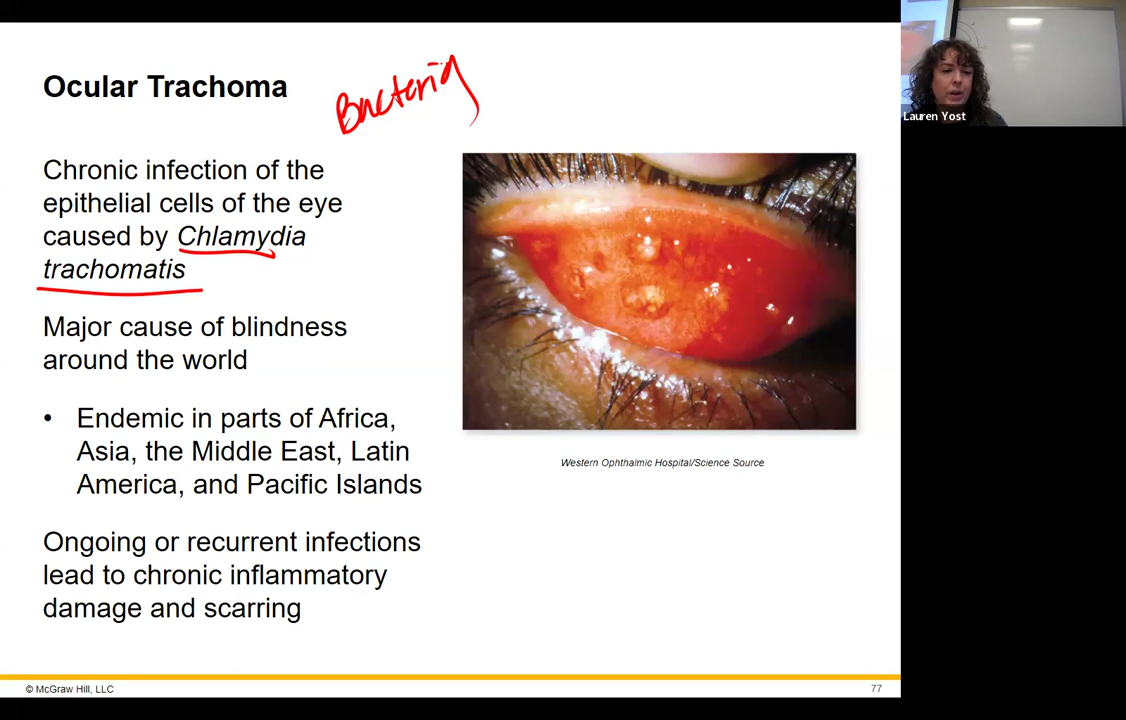 Ocular Trachoma
Bacteria
Chronic infection of the
epithelial cells of the eye
caused by Chlamydia
trachomatis
Major cause of blindness
around the world
• Endemic in parts of Africa,
Asia, the Middle East, Latin
America, and Pacific Islands
Ongoing or recurrent infections
lead to chronic inflammatory
damage and scarring
Western Ophthalmic Hospital/Science Source
© McGraw Hill, LLC
77
Lauren Yost